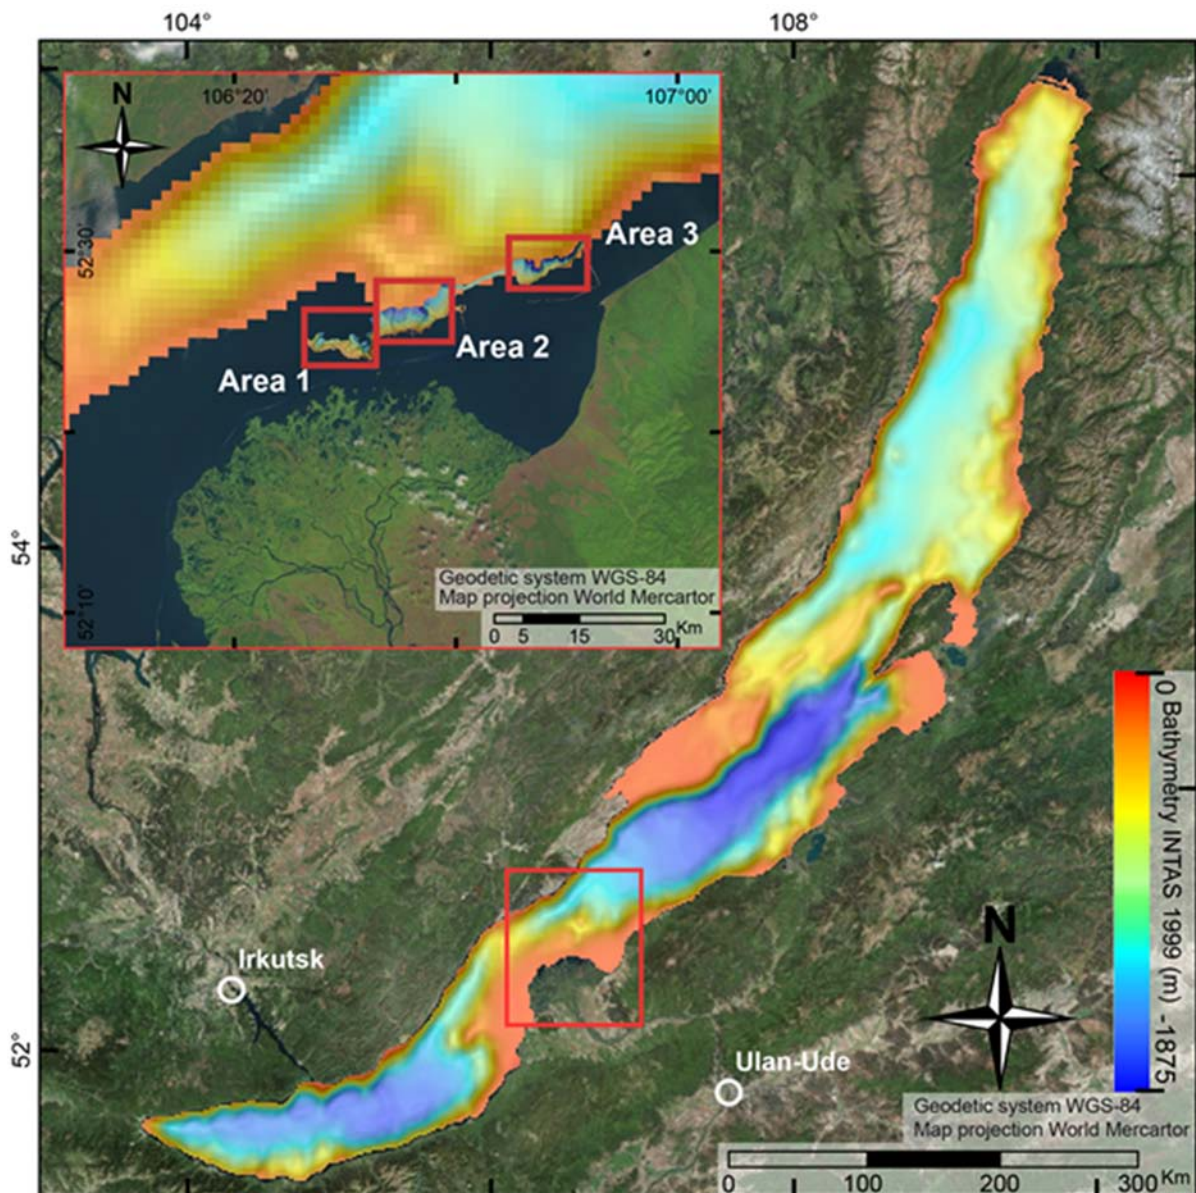 104°
108°
N
106°20'
107°00'
52°30'
Area 3
Area 2
Area 1
Geodetic system WGS-84
Map projection World Mercartor
0 5 15 30 Km
52°10'
54°
0 Bathymetry INTAS 1999 (m) -1875
N
Irkutsk
52°
Ulan-Ude
Geodetic system WGS-84
Map projection World Mercartor
0 100 200 300 Km